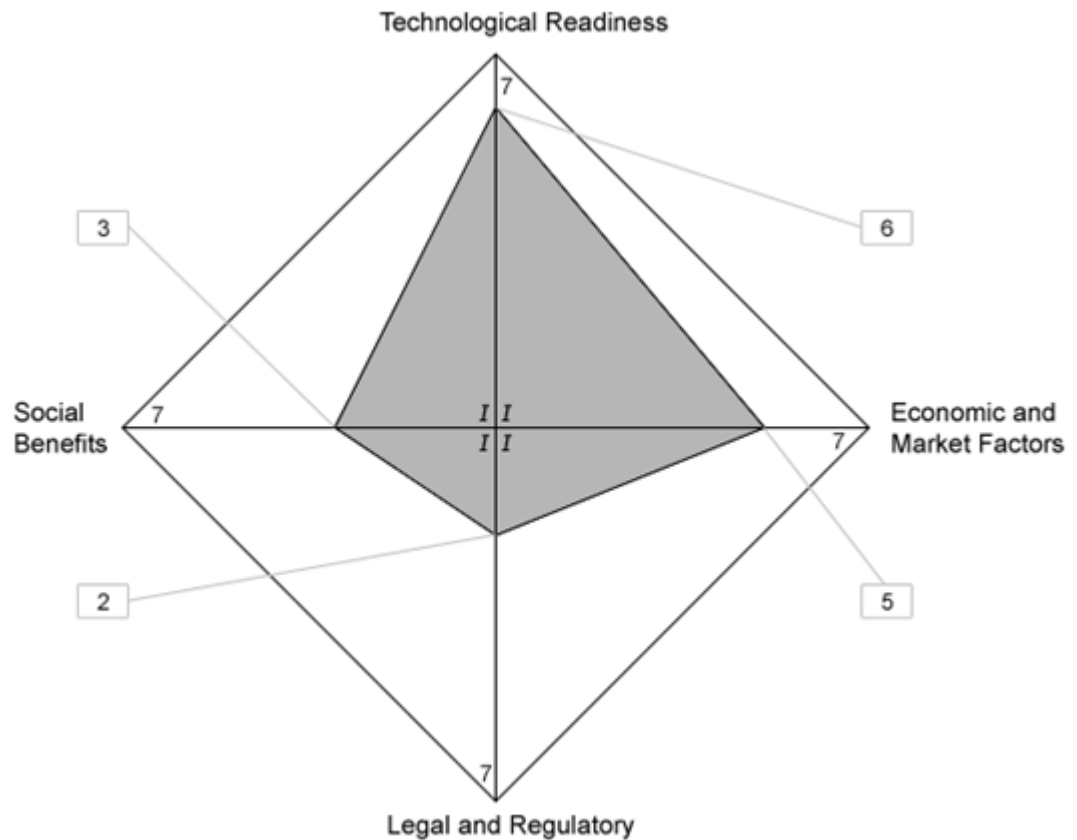 Technological Readiness
7
3
6
Social
Benefits
7
I I
I I
7
Economic and
Market Factors
2
5
7
Legal and Regulatory